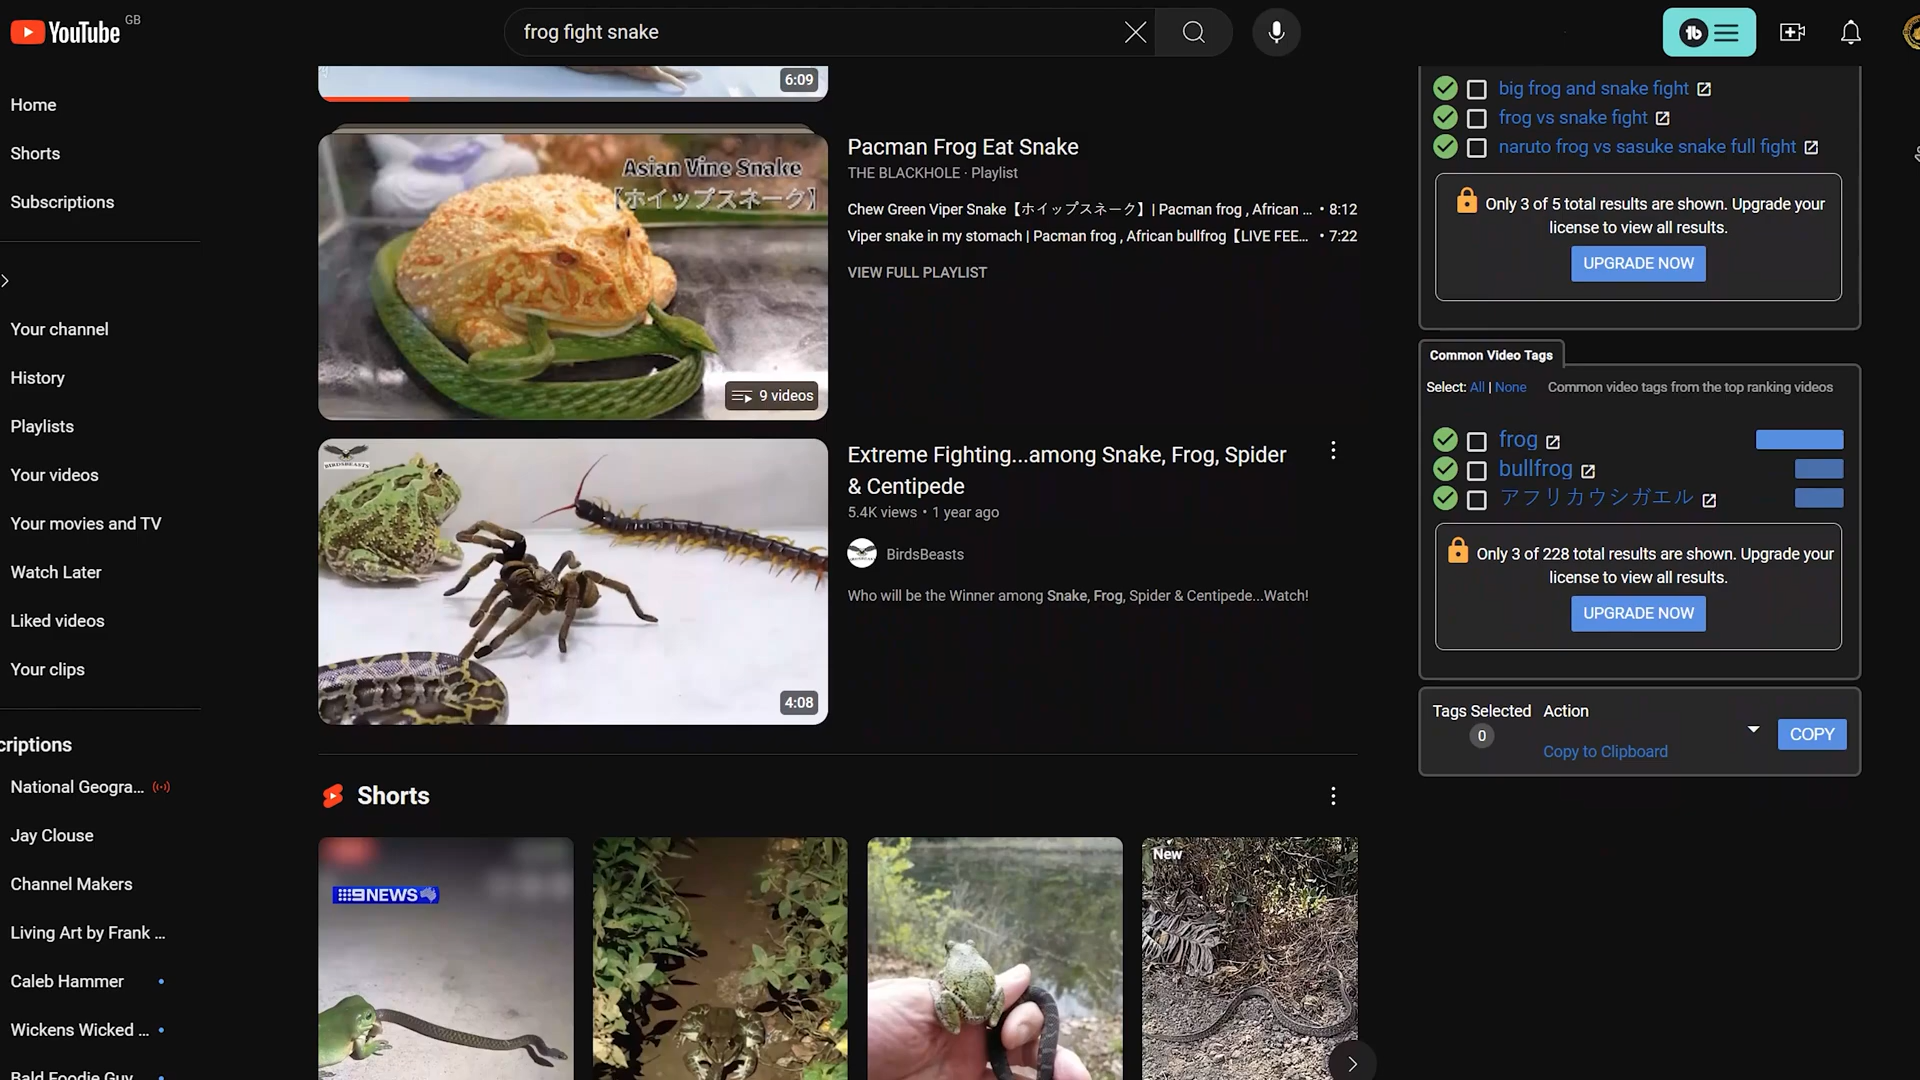 YouTube GB
frog fight snake
Home
Shorts
Subscriptions
Your channel
History
Playlists
Your videos
Your movies and TV
Watch Later
Liked videos
Your clips
criptions
National Geogra...
Jay Clouse
Channel Makers
Living Art by Frank ...
Caleb Hammer
Wickens Wicked ...
Bald Foodie Guy
6:09
Asian Vine Snake
【ホイップスネーク】
9 videos
Pacman Frog Eat Snake
THE BLACKHOLE · Playlist
Chew Green Viper Snake【ホイップスネーク】| Pacman frog , African ... • 8:12
Viper snake in my stomach | Pacman frog , African bullfrog【LIVE FEE... • 7:22
VIEW FULL PLAYLIST
BIRDSBEASTS
4:08
Extreme Fighting...among Snake, Frog, Spider
& Centipede
5.4K views • 1 year ago
BirdsBeasts
Who will be the Winner among Snake, Frog, Spider & Centipede...Watch!
Shorts
9NEWS
New
tb
big frog and snake fight
frog vs snake fight
naruto frog vs sasuke snake full fight
Only 3 of 5 total results are shown. Upgrade your
license to view all results.
UPGRADE NOW
Common Video Tags
Select: All | None Common video tags from the top ranking videos
frog
bullfrog
アフリカウシガエル
Only 3 of 228 total results are shown. Upgrade your
license to view all results.
UPGRADE NOW
Tags Selected Action
0
Copy to Clipboard
COPY